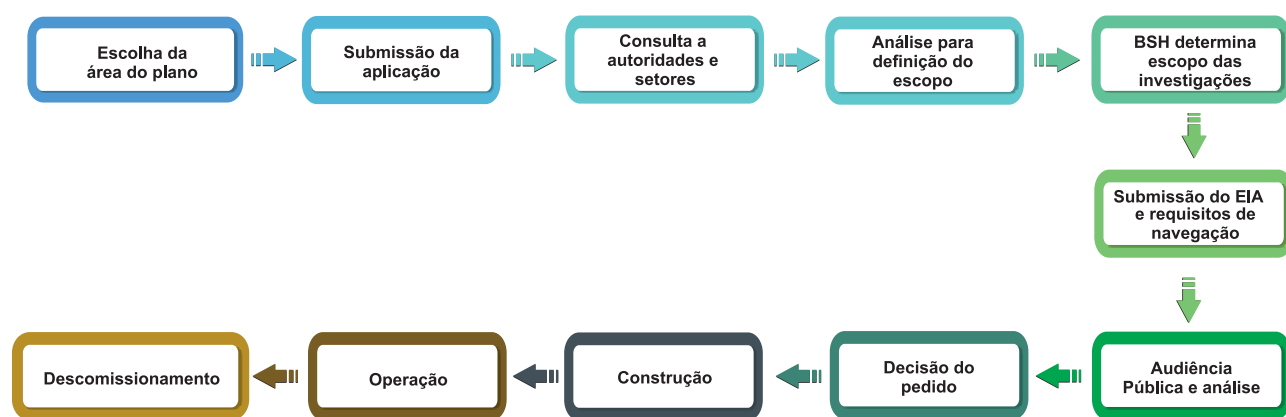 Escolha da
área do plano
Submissão da
aplicação
Consulta a
autoridades e
setores
Análise para
definição do
escopo
BSH determina
escopo das
investigações
Submissão do EIA
e requisitos de
navegação
Audiência
Pública e análise
Decisão do
pedido
Construção
Operação
Descomissionamento